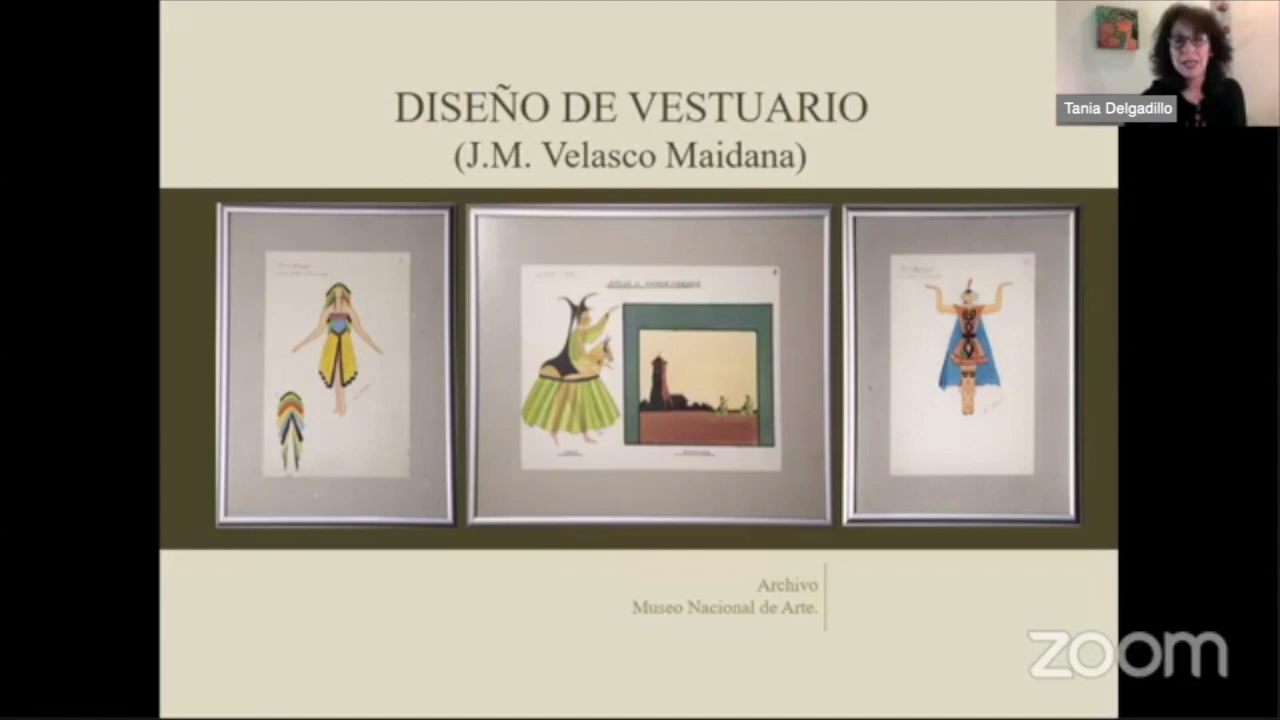 DISEÑO DE VESTUARIO
(J.M. Velasco Maidana)
Tania Delgadillo
Archivo
Museo Nacional de Arte.
zoom